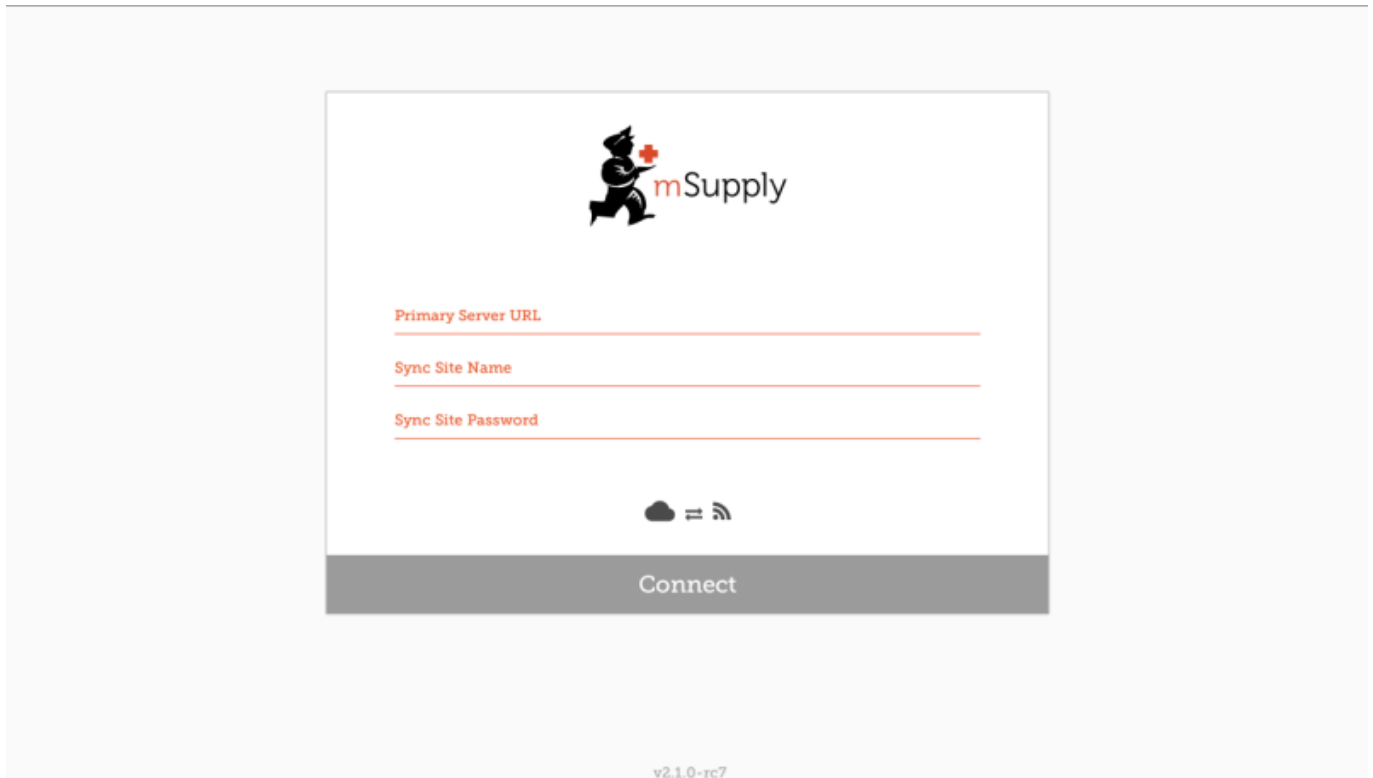 mSupply
Primary Server URL
Sync Site Name
Sync Site Password
Connect
v2.1.0-rc7